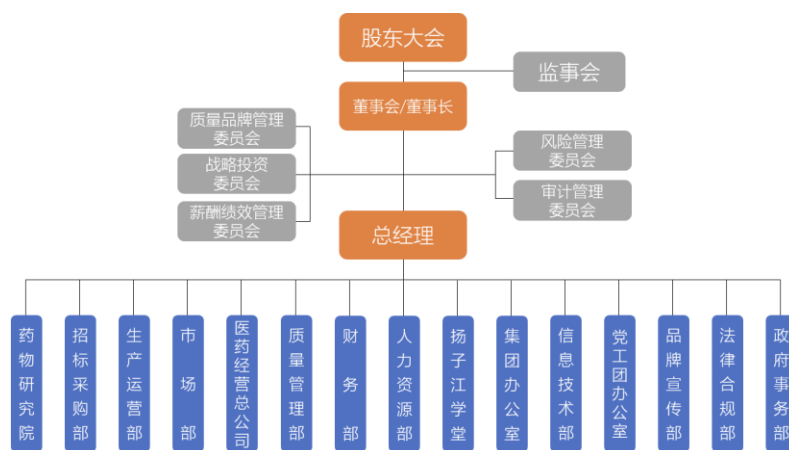 股东大会
监事会
董事会/董事长
质量品牌管理
委员会
战略投资
委员会
薪酬绩效管理
委员会
风险管理
委员会
审计管理
委员会
总经理
药物研究院
招标采购部
生产运营部
市场部
医药经营总公司
质量管理部
财务部
人力资源部
扬子江学堂
集团办公室
信息技术部
党工团办公室
品牌宣传部
法律合规部
政府事务部